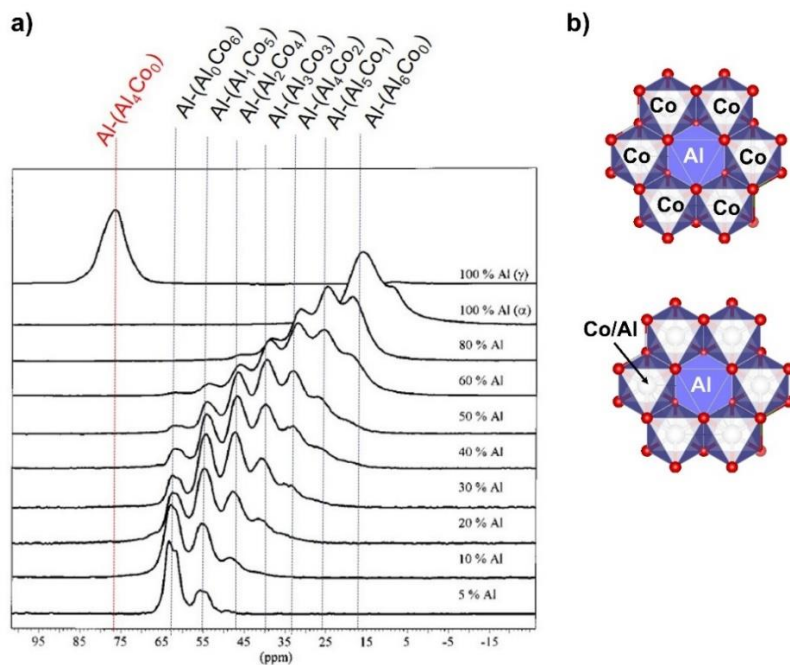 a)
Al-(Al₄Co₀)
Al-(Al₀Co₆)
Al-(Al₁Co₅)
Al-(Al₂Co₄)
Al-(Al₃Co₃)
Al-(Al₄Co₂)
Al-(Al₅Co₁)
Al-(Al₆Co₀)
100 % Al (γ)
100 % Al (α)
80 % Al
60 % Al
50 % Al
40 % Al
30 % Al
20 % Al
10 % Al
5 % Al
95 85 75 65 55 45 35 25 15 5 -5 -15
(ppm)
b)
Co Co
Co Al Co
Co Co
Co/Al
Al